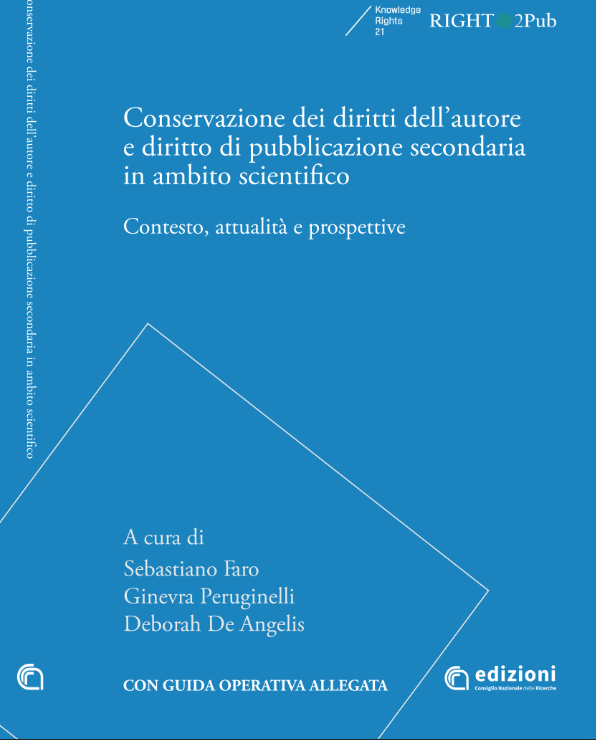 onservazione dei diritti dell'autore e diritto di pubblicazione secondaria in ambito scientifico
Knowledge
Rights
21
RIGHT 2Pub
Conservazione dei diritti dell'autore
e diritto di pubblicazione secondaria
in ambito scientifico
Contesto, attualità e prospettive
A cura di
Sebastiano Faro
Ginevra Peruginelli
Deborah De Angelis
CON GUIDA OPERATIVA ALLEGATA
edizioni
Consiglio Nazionale delle Ricerche